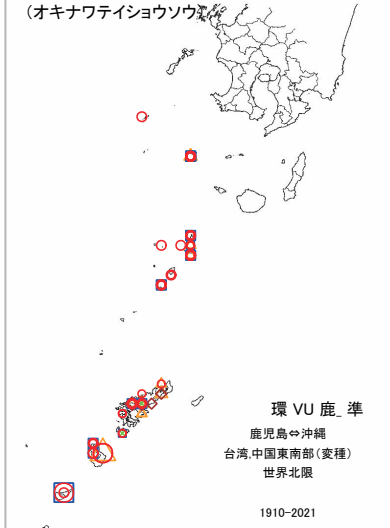 (オキナワテイショウソウ)
環 VU 鹿_ 準
鹿児島⇔沖縄
台湾,中国東南部(変種)
世界北限
1910-2021